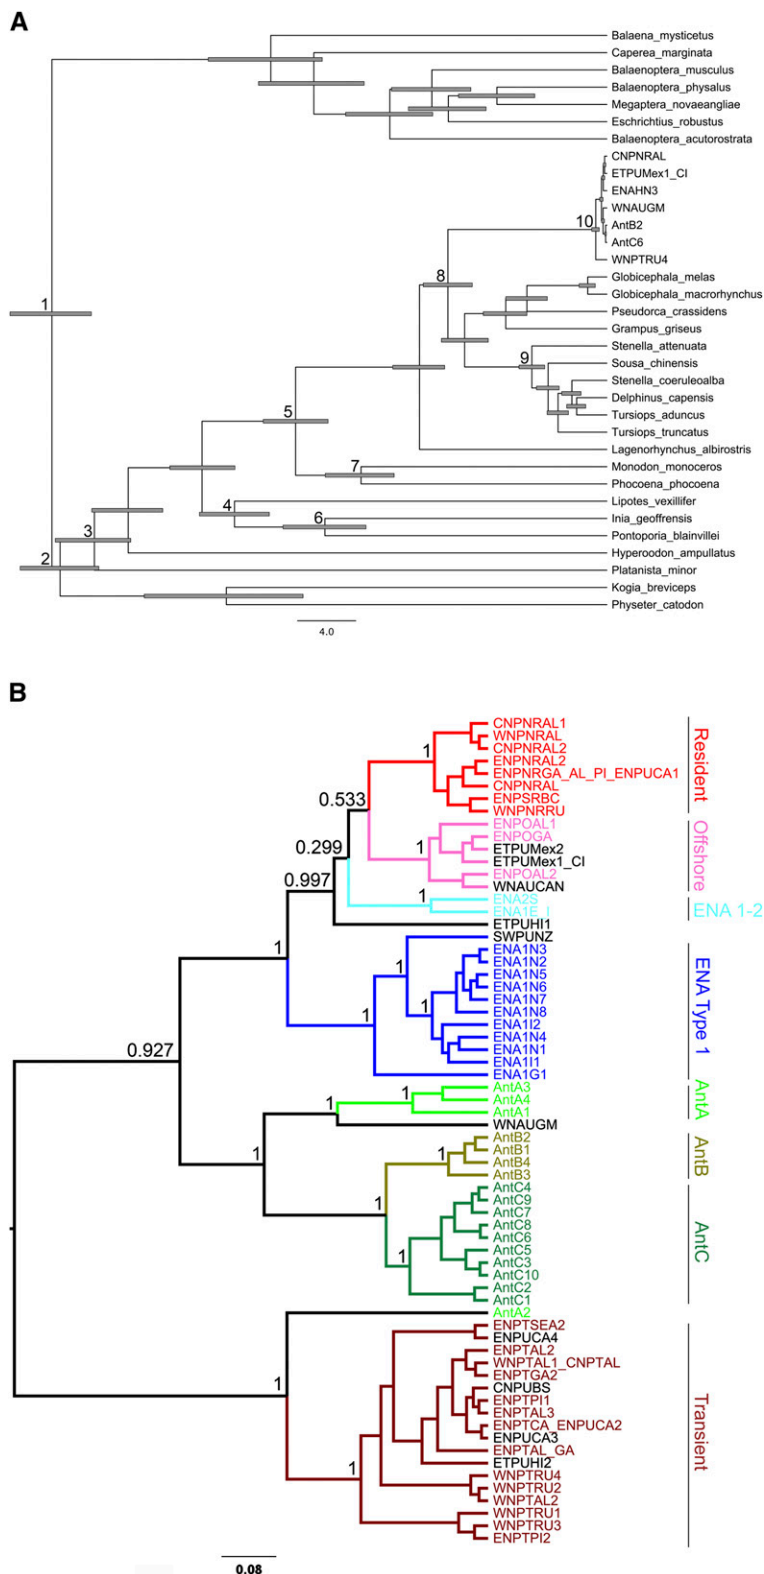 A
Balaena_mysticetus
Caperea_marginata
Balaenoptera_musculus
Balaenoptera_physalus
Megaptera_novaeangliae
Eschrichtius_robustus
Balaenoptera_acutorostrata
CNPNRAL
ETPUMex1_CI
ENAHN3
WNAUGM
AntB2
AntC6
10
WNPTRU4
8
Globicephala_melas
Globicephala_macrorhynchus
1
Pseudorca_crassidens
Grampus_griseus
Stenella_attenuata
9
Sousa_chinensis
Stenella_coeruleoalba
Delphinus_capensis
5
Tursiops_aduncus
Tursiops_truncatus
Lagenorhynchus_albirostris
7
Monodon_monoceros
Phocoena_phocoena
4
Lipotes_vexillifer
6
Inia_geoffrensis
3
Pontoporia_blainvillei
2
Hyperoodon_ampullatus
Platanista_minor
Kogia_breviceps
Physeter_catodon
4.0
B
CNPNRAL1
WNPNRAL
CNPNRAL2
1
ENPNRAL2
ENPNRGA_AL_PI_ENPUCA1
CNPNRAL
ENPSRBC
WNPNRRU
Resident
0.533
ENPOAL1
ENPOGA
ETPUMex2
1
ETPUMex1_CI
ENPOAL2
WNAUCAN
Offshore
0.299
0.997
1
ENA2S
ENA1E_I
ENA 1-2
ETPUHI1
SWPUNZ
1
ENA1N3
ENA1N2
1
ENA1N5
ENA1N6
ENA1N7
1
ENA1N8
1
ENA1I2
ENA1N4
ENA1N1
ENA1I1
ENA1G1
ENA Type 1
0.927
AntA3
1
AntA4
1
AntA1
AntA
WNAUGM
AntB2
AntB1
1
AntB4
1
AntB3
AntB
AntC4
AntC9
1
AntC7
AntC8
AntC6
AntC5
1
AntC3
AntC10
AntC2
AntC1
AntC
AntA2
ENPTSEA2
ENPUCA4
ENPTAL2
WNPTAL1_CNPTAL
ENPTGA2
1
CNPUBS
ENPTPI1
ENPTAL3
ENPTCA_ENPUCA2
ENPUCA3
ENPTAL_GA
ETPUHI2
1
WNPTRU4
WNPTRU2
WNPTAL2
WNPTRU1
WNPTRU3
ENPTPI2
Transient
0.08